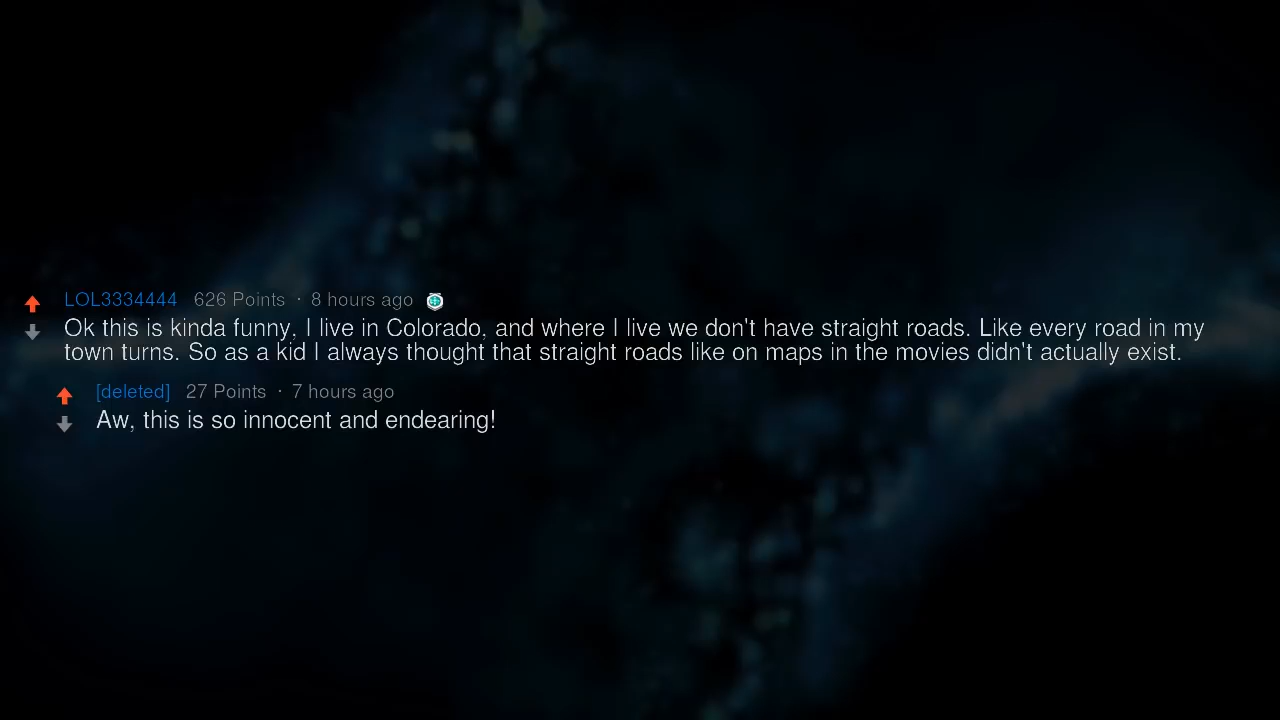 LOL3334444 626 Points · 8 hours ago
Ok this is kinda funny, I live in Colorado, and where I live we don't have straight roads. Like every road in my
town turns. So as a kid I always thought that straight roads like on maps in the movies didn't actually exist.
[deleted] 27 Points · 7 hours ago
Aw, this is so innocent and endearing!